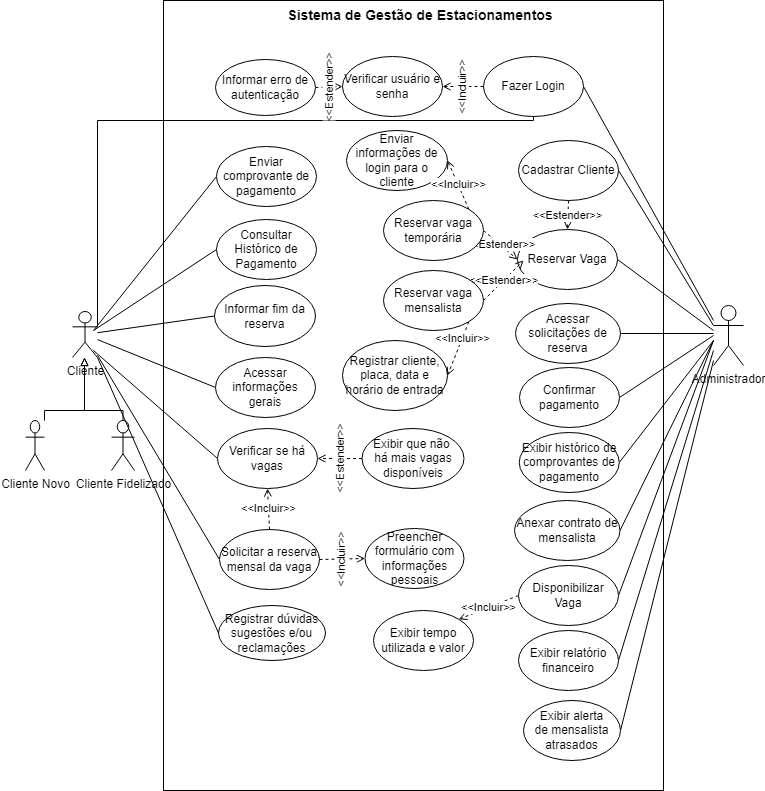 Sistema de Gestão de Estacionamentos
Informar erro de
autenticação
<<Estender>>
Verificar usuário e
senha
<<Incluir>>
Fazer Login
Enviar
informações de
login para o
cliente
<<Incluir>>
Enviar
comprovante de
pagamento
Cadastrar Cliente
<<Estender>>
Reservar vaga
temporária
Estender>>
Consultar
Histórico de
Pagamento
Reservar Vaga
<<Estender>>
Reservar vaga
mensalista
<<Incluir>>
Informar fim da
reserva
Acessar
solicitações de
reserva
Cliente
Administrador
Registrar cliente,
placa, data e
horário de entrada
Acessar
informações
gerais
Confirmar
pagamento
Verificar se há
vagas
<<Estender>>
Exibir que não
há mais vagas
disponíveis
Exibir histórico de
comprovantes de
pagamento
Cliente Novo
Cliente Fidelizado
<<Incluir>>
Anexar contrato de
mensalista
Solicitar a reserva
mensal da vaga
<<Incluir>>
Preencher
formulário com
informações
pessoais
Disponibilizar
Vaga
<<Incluir>>
Registrar dúvidas
sugestões e/ou
reclamações
Exibir tempo
utilizada e valor
Exibir relatório
financeiro
Exibir alerta
de mensalista
atrasados